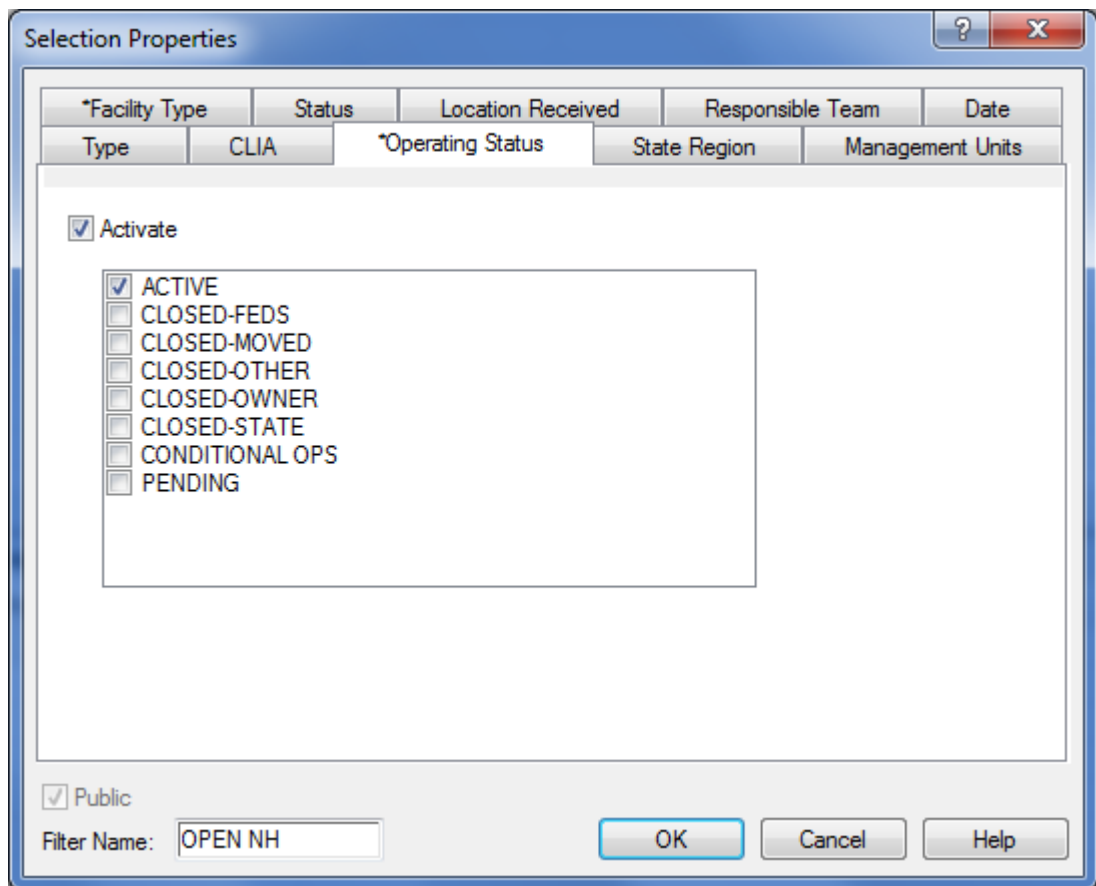 Selection Properties
*Facility Type Status Location Received Responsible Team Date
Type CLIA *Operating Status State Region Management Units
Activate
ACTIVE
CLOSED-FEDS
CLOSED-MOVED
CLOSED-OTHER
CLOSED-OWNER
CLOSED-STATE
CONDITIONAL OPS
PENDING
Public
Filter Name: OPEN NH OK Cancel Help